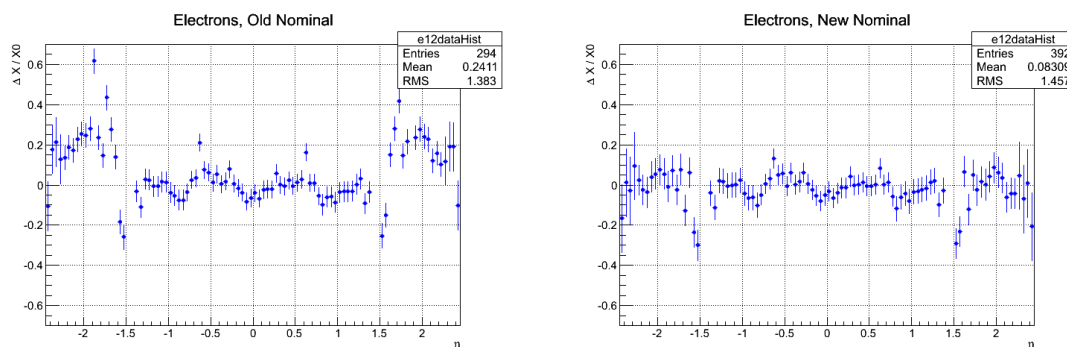 Electrons, Old Nominal
e12dataHist
Entries 294
Mean 0.2411
RMS 1.383
Δ X / X0
0.6
0.4
0.2
0
-0.2
-0.4
-0.6
-2 -1.5 -1 -0.5 0 0.5 1 1.5 2
η
Electrons, New Nominal
e12dataHist
Entries 392
Mean 0.08309
RMS 1.457
Δ X / X0
0.6
0.4
0.2
0
-0.2
-0.4
-0.6
-2 -1.5 -1 -0.5 0 0.5 1 1.5 2
η